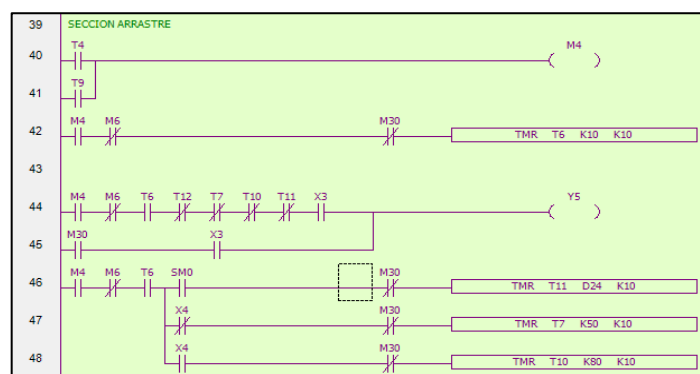 39 SECCION ARRASTRE
T4 M4
40
T9
41
M4 M6 M30
42 TMR T6 K10 K10
43
M4 M6 T6 T12 T7 T10 T11 X3 Y5
44
M30 X3
45
M4 M6 T6 SM0 M30
46 TMR T11 D24 K10
X4 M30
47 TMR T7 K50 K10
X4 M30
48 TMR T10 K80 K10